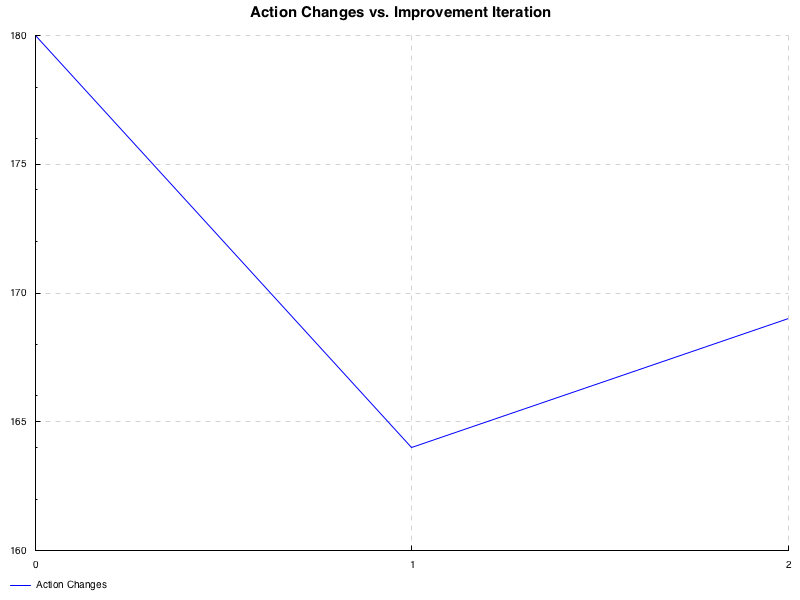 Action Changes vs. Improvement Iteration
180
175
170
165
160
0 1 2
Action Changes